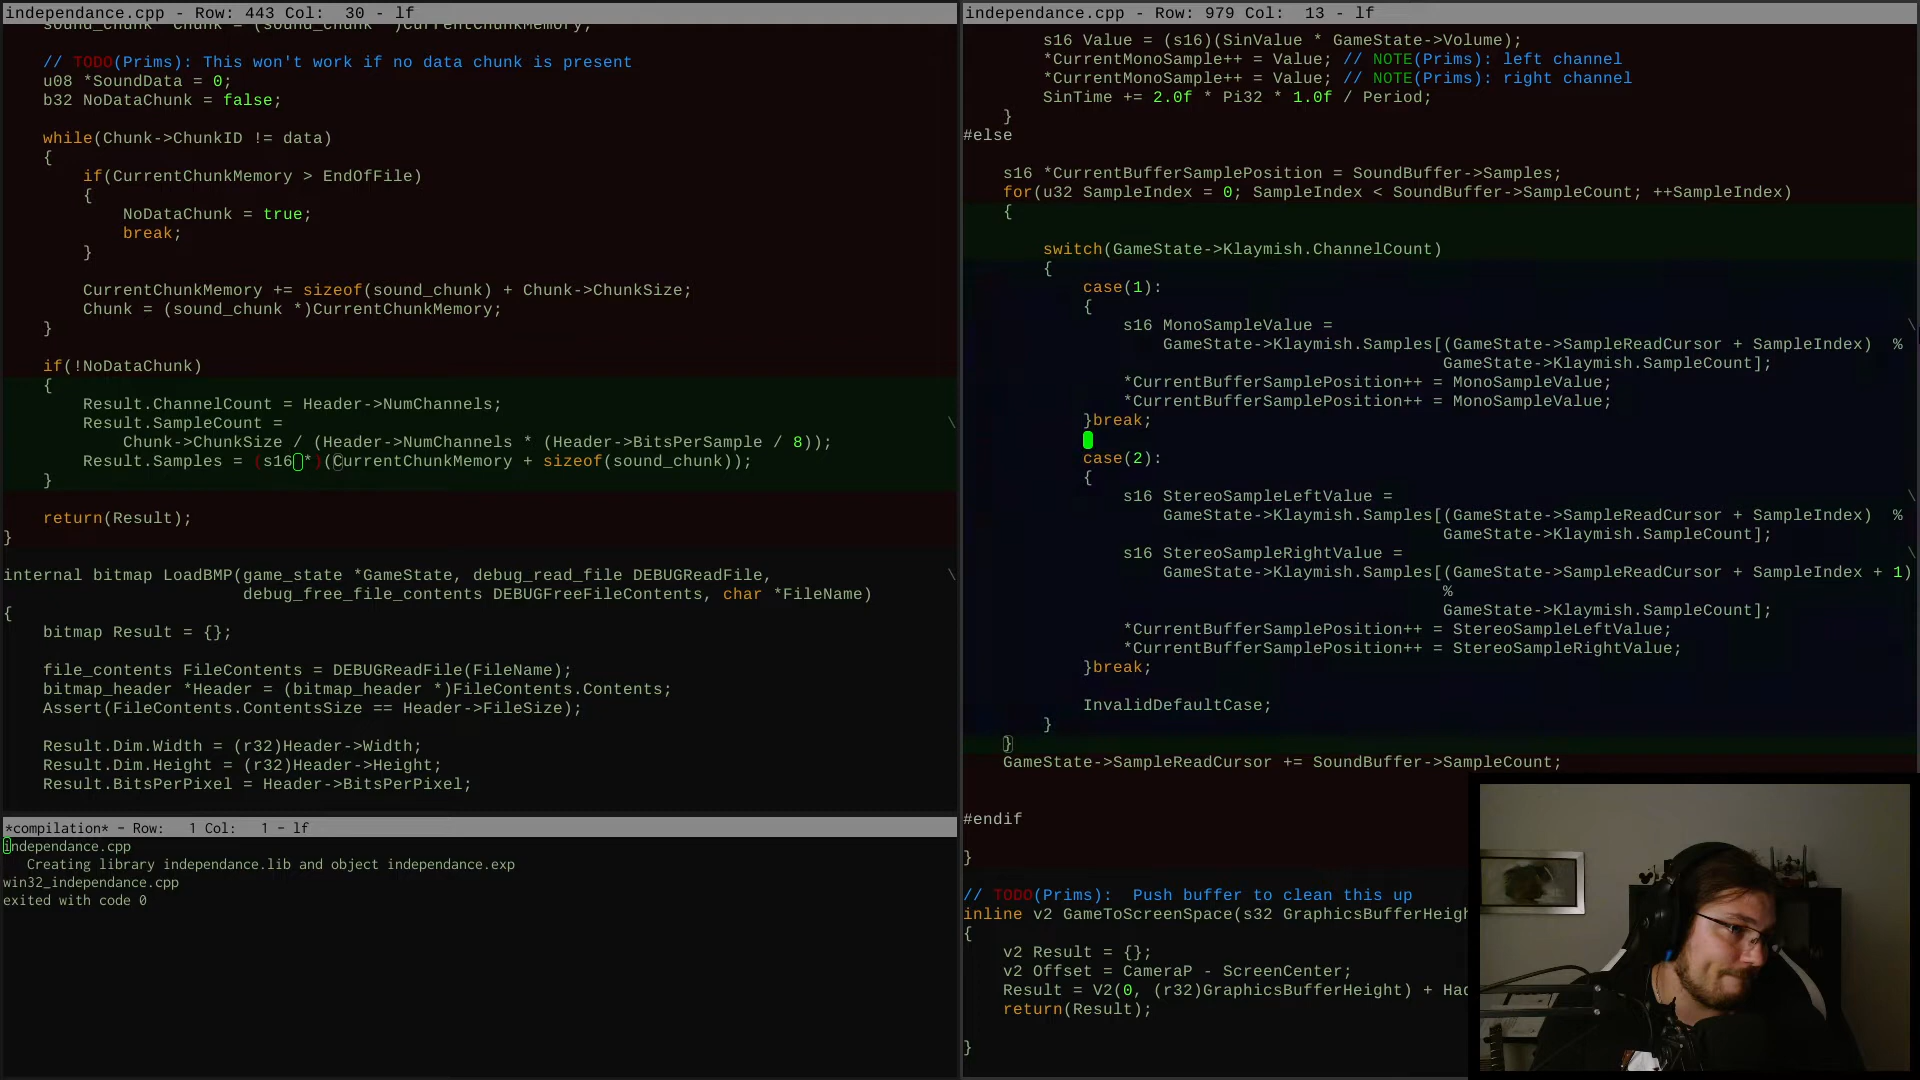 independance.cpp - Row: 443 Col:  30 - lf
sound_chunk *Chunk = (sound_chunk *)CurrentChunkMemory;
// TODO(Prims): This won't work if no data chunk is present
u08 *SoundData = 0;
b32 NoDataChunk = false;
while(Chunk->ChunkID != data)
{
if(CurrentChunkMemory > EndOfFile)
{
NoDataChunk = true;
break;
}
CurrentChunkMemory += sizeof(sound_chunk) + Chunk->ChunkSize;
Chunk = (sound_chunk *)CurrentChunkMemory;
}
if(!NoDataChunk)
{
Result.ChannelCount = Header->NumChannels;
Result.SampleCount = \
Chunk->ChunkSize / (Header->NumChannels * (Header->BitsPerSample / 8));
Result.Samples = (s16 *)(CurrentChunkMemory + sizeof(sound_chunk));
}
return(Result);
}
internal bitmap LoadBMP(game_state *GameState, debug_read_file DEBUGReadFile, \
debug_free_file_contents DEBUGFreeFileContents, char *FileName)
{
bitmap Result = {};
file_contents FileContents = DEBUGReadFile(FileName);
bitmap_header *Header = (bitmap_header *)FileContents.Contents;
Assert(FileContents.ContentsSize == Header->FileSize);
Result.Dim.Width = (r32)Header->Width;
Result.Dim.Height = (r32)Header->Height;
Result.BitsPerPixel = Header->BitsPerPixel;
*compilation* - Row:   1 Col:   1 - lf
independance.cpp
Creating library independance.lib and object independance.exp
win32_independance.cpp
exited with code 0
independance.cpp - Row: 979 Col:  13 - lf
s16 Value = (s16)(SinValue * GameState->Volume);
*CurrentMonoSample++ = Value; // NOTE(Prims): left channel
*CurrentMonoSample++ = Value; // NOTE(Prims): right channel
SinTime += 2.0f * Pi32 * 1.0f / Period;
}
#else
s16 *CurrentBufferSamplePosition = SoundBuffer->Samples;
for(u32 SampleIndex = 0; SampleIndex < SoundBuffer->SampleCount; ++SampleIndex)
{
switch(GameState->Klaymish.ChannelCount)
{
case(1):
{
s16 MonoSampleValue = \
GameState->Klaymish.Samples[(GameState->SampleReadCursor + SampleIndex)  %
GameState->Klaymish.SampleCount];
*CurrentBufferSamplePosition++ = MonoSampleValue;
*CurrentBufferSamplePosition++ = MonoSampleValue;
}break;
case(2):
{
s16 StereoSampleLeftValue = \
GameState->Klaymish.Samples[(GameState->SampleReadCursor + SampleIndex)  %
GameState->Klaymish.SampleCount];
s16 StereoSampleRightValue = \
GameState->Klaymish.Samples[(GameState->SampleReadCursor + SampleIndex + 1)
%
GameState->Klaymish.SampleCount];
*CurrentBufferSamplePosition++ = StereoSampleLeftValue;
*CurrentBufferSamplePosition++ = StereoSampleRightValue;
}break;
InvalidDefaultCase;
}
}
GameState->SampleReadCursor += SoundBuffer->SampleCount;
#endif
}
// TODO(Prims):  Push buffer to clean this up
inline v2 GameToScreenSpace(s32 GraphicsBufferHeigh
{
v2 Result = {};
v2 Offset = CameraP - ScreenCenter;
Result = V2(0, (r32)GraphicsBufferHeight) + Had
return(Result);
}